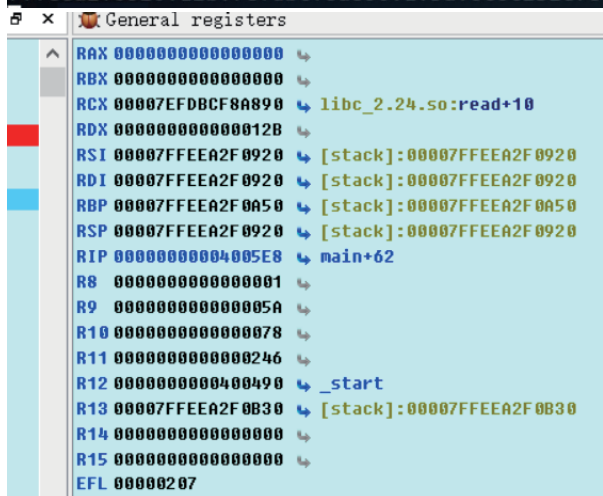 General registers
RAX 0000000000000000
RBX 0000000000000000
RCX 00007EFDBCF8A890 libc_2.24.so:read+10
RDX 000000000000012B
RSI 00007FFEEA2F0920 [stack]:00007FFEEA2F0920
RDI 00007FFEEA2F0920 [stack]:00007FFEEA2F0920
RBP 00007FFEEA2F0A50 [stack]:00007FFEEA2F0A50
RSP 00007FFEEA2F0920 [stack]:00007FFEEA2F0920
RIP 00000000004005E8 main+62
R8 0000000000000001
R9 000000000000005A
R10 0000000000000078
R11 0000000000000246
R12 0000000000400490 _start
R13 00007FFEEA2F0B30 [stack]:00007FFEEA2F0B30
R14 0000000000000000
R15 0000000000000000
EFL 00000207